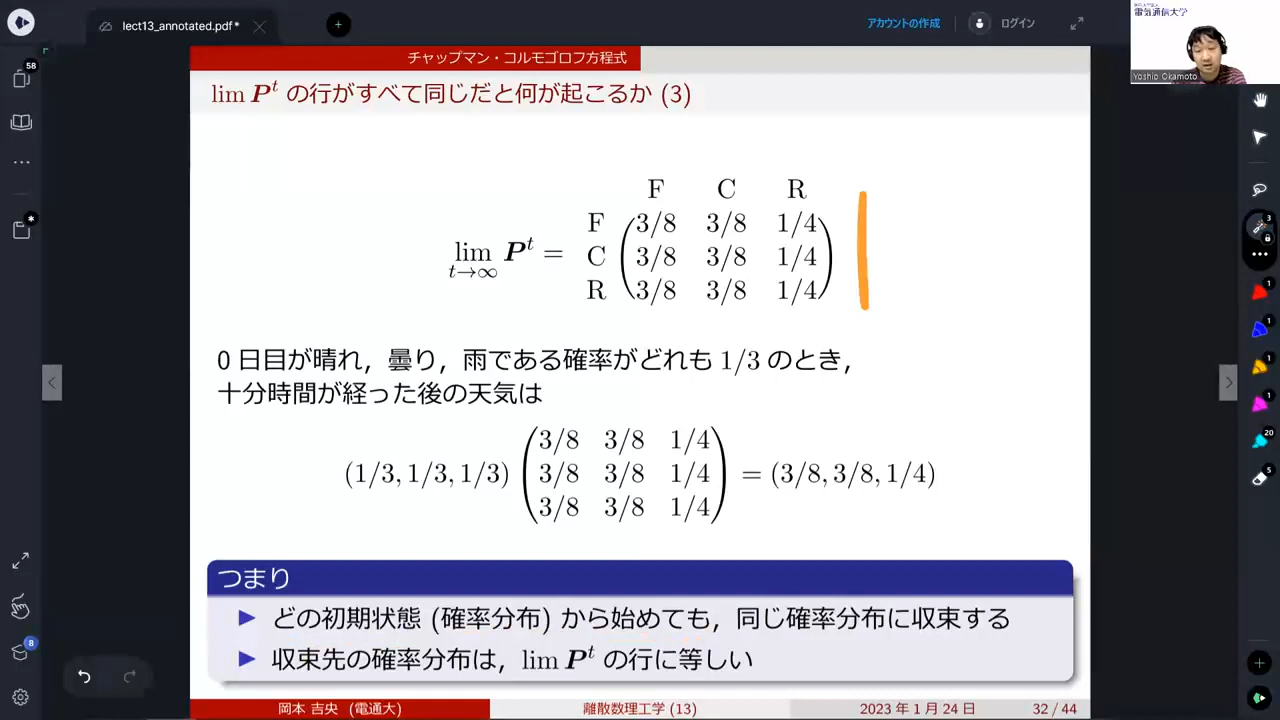 lect13_annotated.pdf*
アカウントの作成
ログイン
電気通信大学
Yoshio Okamoto
58
チャップマン・コルモゴロフ方程式
lim P^t の行がすべて同じだと何が起こるか (3)
F C R
F 3/8 3/8 1/4
lim t→∞ P^t = C 3/8 3/8 1/4
R 3/8 3/8 1/4
0 日目が晴れ，曇り，雨である確率がどれも 1/3 のとき，
十分時間が経った後の天気は
3/8 3/8 1/4
(1/3, 1/3, 1/3) 3/8 3/8 1/4 = (3/8, 3/8, 1/4)
3/8 3/8 1/4
つまり
▶ どの初期状態 (確率分布) から始めても，同じ確率分布に収束する
▶ 収束先の確率分布は，lim P^t の行に等しい
岡本 吉央 (電通大) 離散数理工学 (13) 2023 年 1 月 24 日 32 / 44
3
1
1
1
1
20
5
8